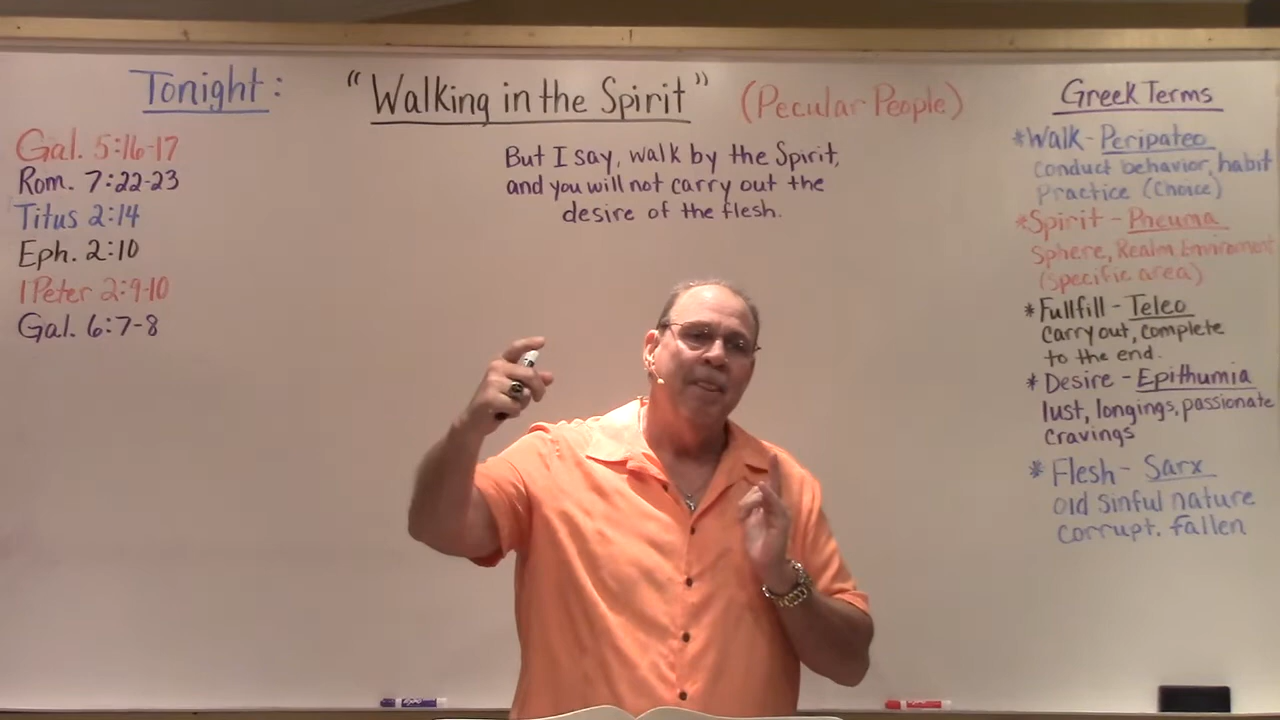 Tonight:
Gal. 5:16-17
Rom. 7:22-23
Titus 2:14
Eph. 2:10
1 Peter 2:9-10
Gal. 6:7-8
"Walking in the Spirit" (Pecular People)
But I say, walk by the Spirit,
and you will not carry out the
desire of the flesh.
Greek Terms
*Walk - Peripateo
conduct behavior, habit
Practice (Choice)
*Spirit - Pneuma
Sphere, Realm, Enviroment
(Specific area)
*Fullfill - Teleo
carry out, complete
to the end.
* Desire - Epithumia
lust, longings, passionate
cravings
* Flesh - Sarx
old sinful nature
corrupt. fallen